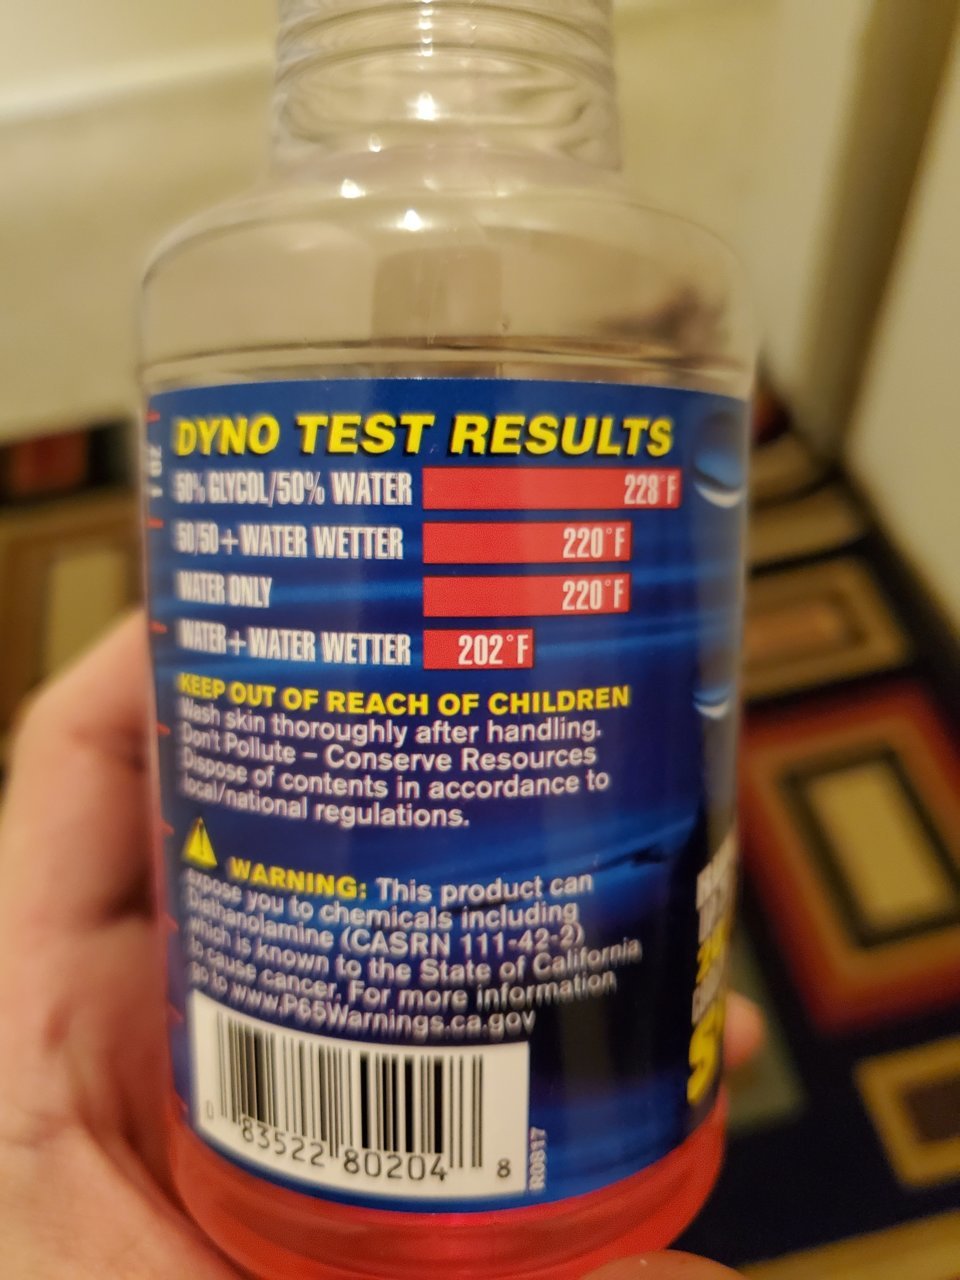 DYNO TEST RESULTS
50% GLYCOL/50% WATER 228°F
50/50+WATER WETTER 220°F
WATER ONLY 220°F
WATER+WATER WETTER 202°F
KEEP OUT OF REACH OF CHILDREN
Wash skin thoroughly after handling.
Don't Pollute – Conserve Resources
Dispose of contents in accordance to
local/national regulations.
WARNING: This product can
expose you to chemicals including
Diethanolamine (CASRN 111-42-2)
which is known to the State of California
to cause cancer. For more information
go to www.P65Warnings.ca.gov
0 83522 80204 8
R0817